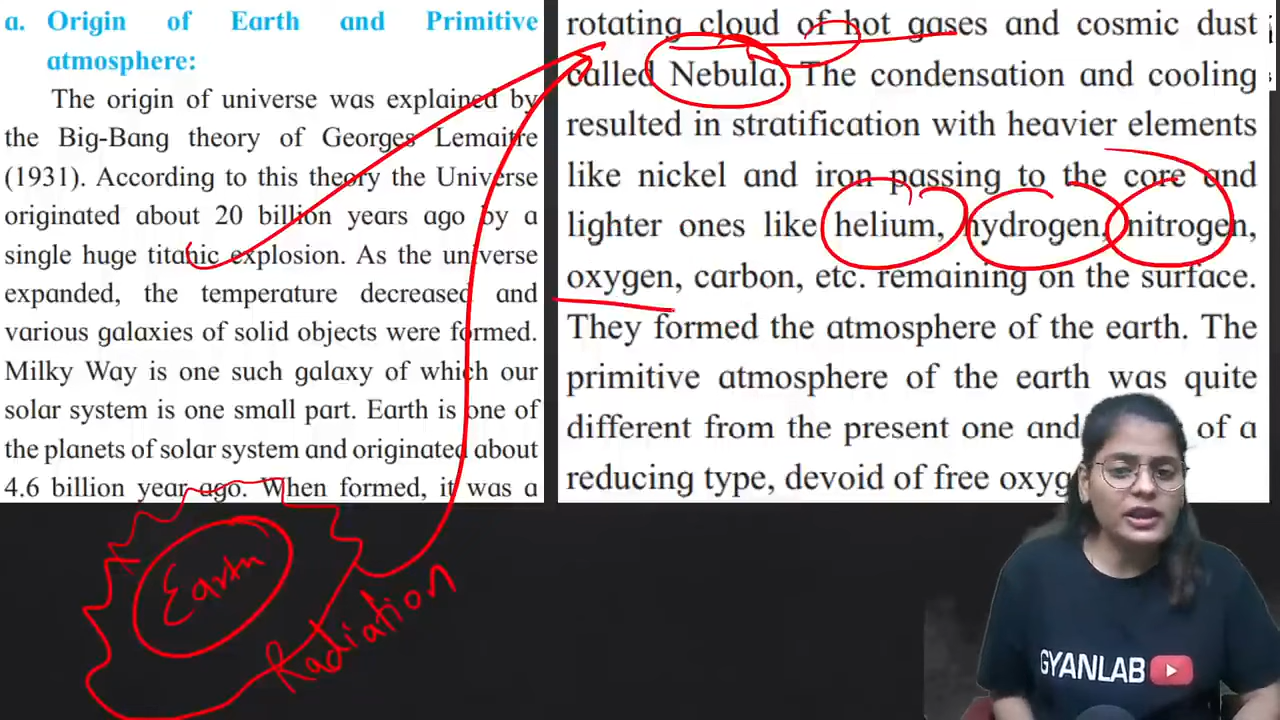 a. Origin of Earth and Primitive
atmosphere:
The origin of universe was explained by
the Big-Bang theory of Georges Lemaitre
(1931). According to this theory the Universe
originated about 20 billion years ago by a
single huge titanic explosion. As the universe
expanded, the temperature decreased and
various galaxies of solid objects were formed.
Milky Way is one such galaxy of which our
solar system is one small part. Earth is one of
the planets of solar system and originated about
4.6 billion year ago. When formed, it was a
rotating cloud of hot gases and cosmic dust
called Nebula. The condensation and cooling
resulted in stratification with heavier elements
like nickel and iron passing to the core and
lighter ones like helium, hydrogen, nitrogen,
oxygen, carbon, etc. remaining on the surface.
They formed the atmosphere of the earth. The
primitive atmosphere of the earth was quite
different from the present one and of a
reducing type, devoid of free oxyg
Earth
Radiation
GYANLAB